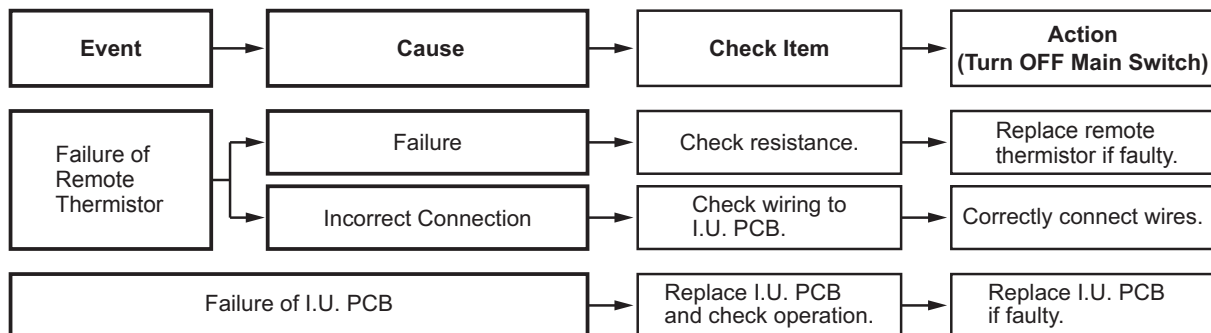 Event
Cause
Check Item
Action
(Turn OFF Main Switch)
Failure of
Remote
Thermistor
Failure
Check resistance.
Replace remote
thermistor if faulty.
Incorrect Connection
Check wiring to
I.U. PCB.
Correctly connect wires.
Failure of I.U. PCB
Replace I.U. PCB
and check operation.
Replace I.U. PCB
if faulty.